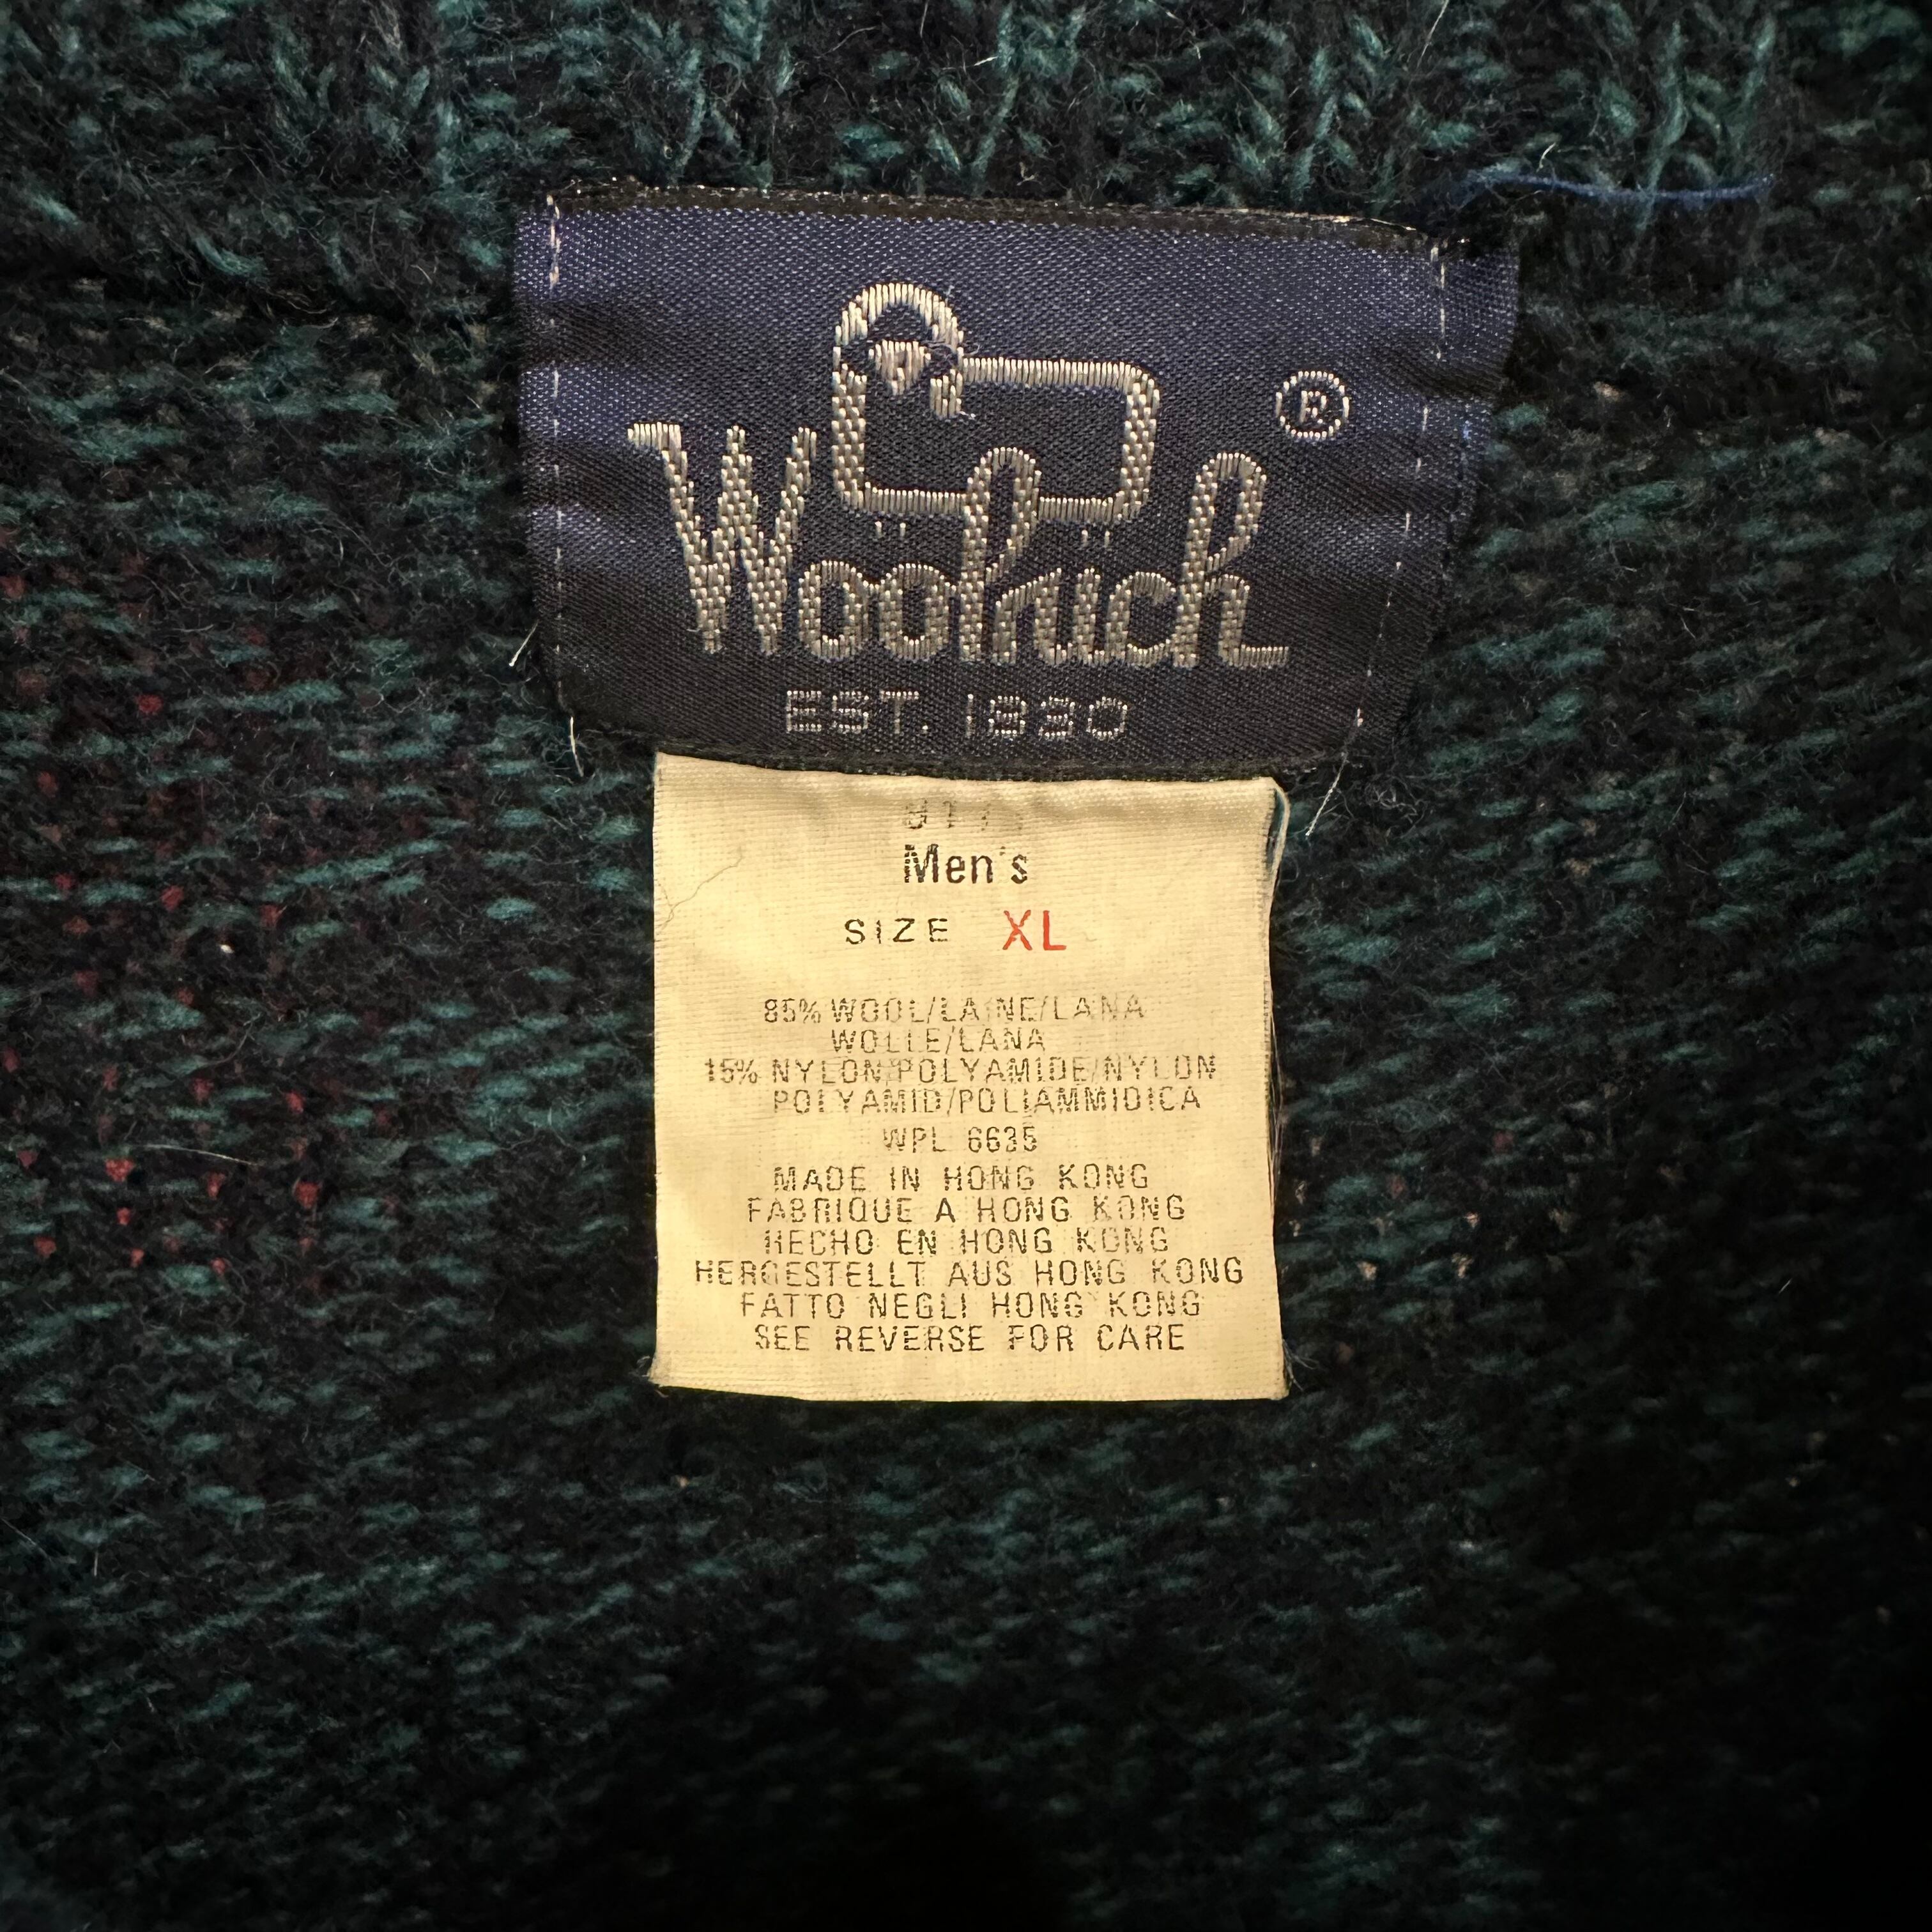 Woolrich ®
EST. 1830
Men's
SIZE XL
85% WOOL/LAINE/LANA
WOLLE/LANA
15% NYLON/POLYAMIDE/NYLON
POLYAMID/POLIAMMIDICA
WPL 6635
MADE IN HONG KONG
FABRIQUE A HONG KONG
HECHO EN HONG KONG
HERGESTELLT AUS HONG KONG
FATTO NEGLI HONG KONG
SEE REVERSE FOR CARE